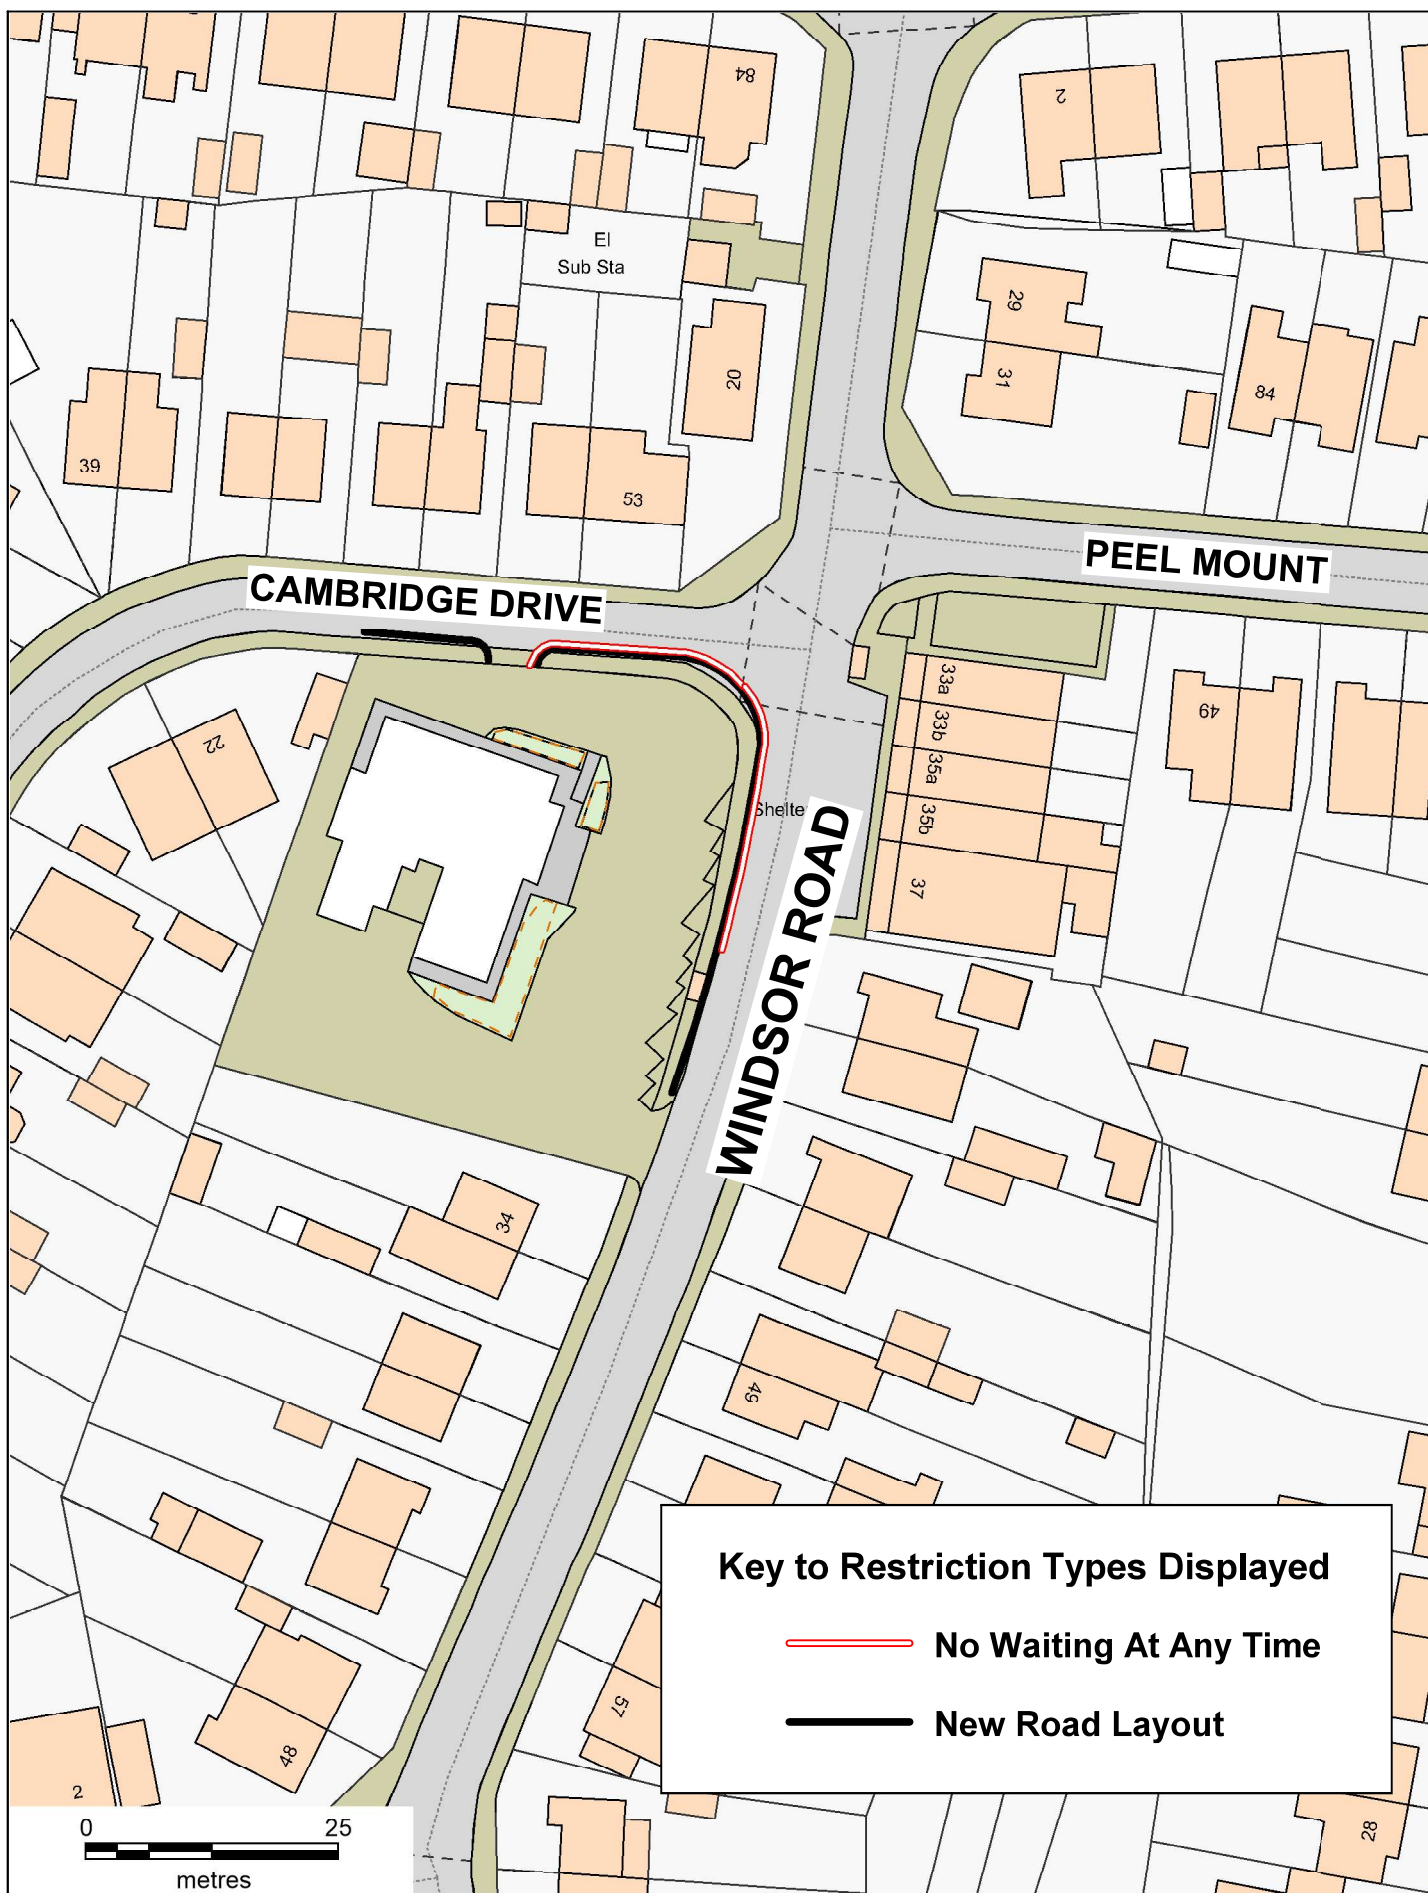 84
2
El
Sub Sta
29
31
20
84
39
53
PEEL MOUNT
CAMBRIDGE DRIVE
33a
33b
35a
35b
37
49
22
Shelte
WINDSOR ROAD
34
49
57
48
2
28
Key to Restriction Types Displayed
No Waiting At Any Time
New Road Layout
0 25
metres